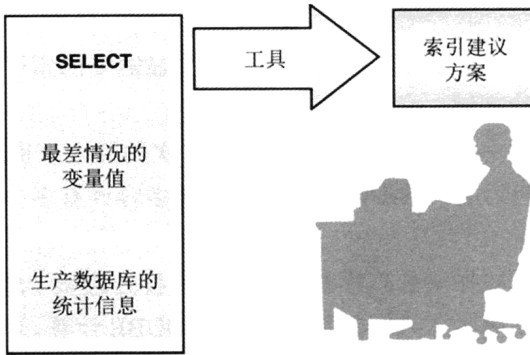 SELECT
最差情况的
变量值
生产数据库的
统计信息
工具
索引建议
方案